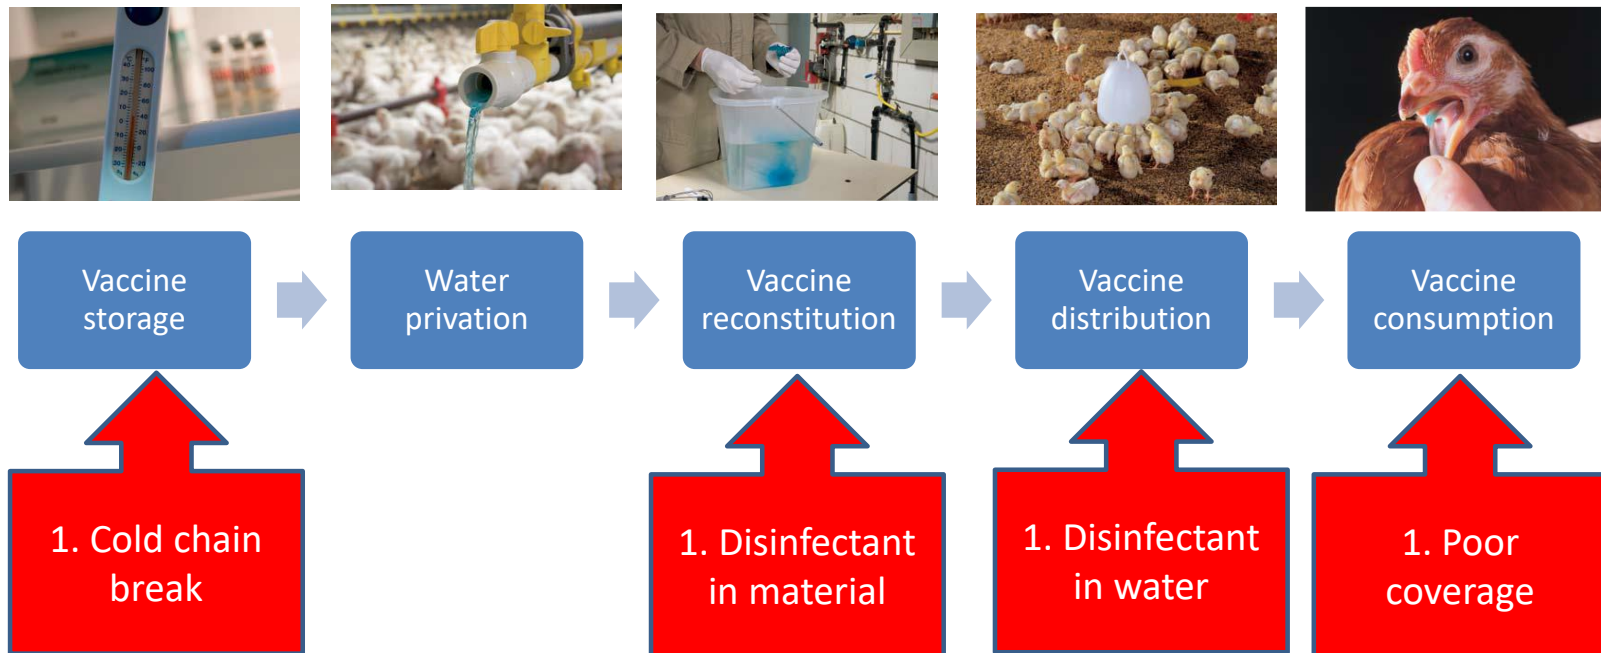 Vaccine
storage
Water
privation
Vaccine
reconstitution
Vaccine
distribution
Vaccine
consumption
1. Cold chain
break
1. Disinfectant
in material
1. Disinfectant
in water
1. Poor
coverage